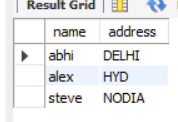 Result Grid
name address
abhi DELHI
alex HYD
steve NODIA